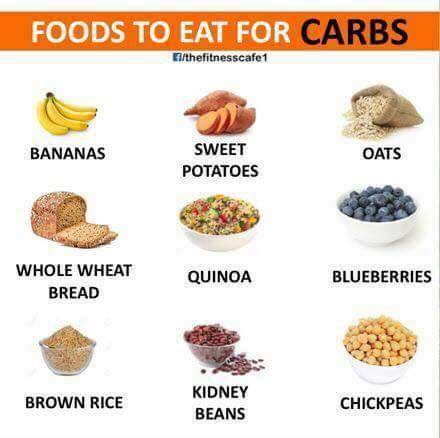 FOODS TO EAT FOR CARBS
f/thefitnesscafe1
BANANAS
SWEET
POTATOES
OATS
WHOLE WHEAT
BREAD
QUINOA
BLUEBERRIES
BROWN RICE
KIDNEY
BEANS
CHICKPEAS